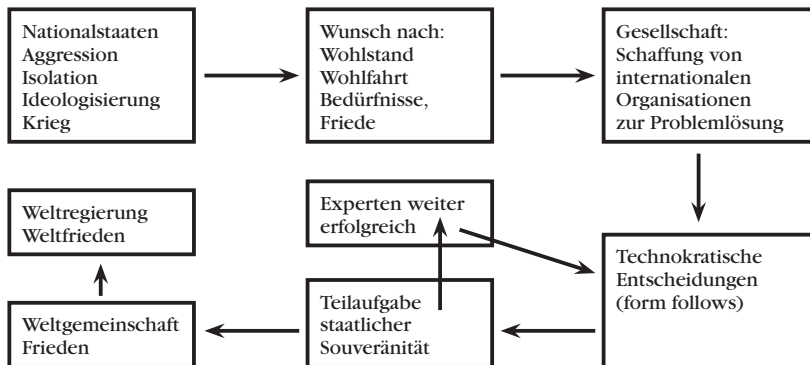 Nationalstaaten
Aggression
Isolation
Ideologisierung
Krieg
Wunsch nach:
Wohlstand
Wohlfahrt
Bedürfnisse,
Friede
Gesellschaft:
Schaffung von
internationalen
Organisationen
zur Problemlösung
Weltregierung
Weltfrieden
Experten weiter
erfolgreich
Technokratische
Entscheidungen
(form follows)
Weltgemeinschaft
Frieden
Teilaufgabe
staatlicher
Souveränität